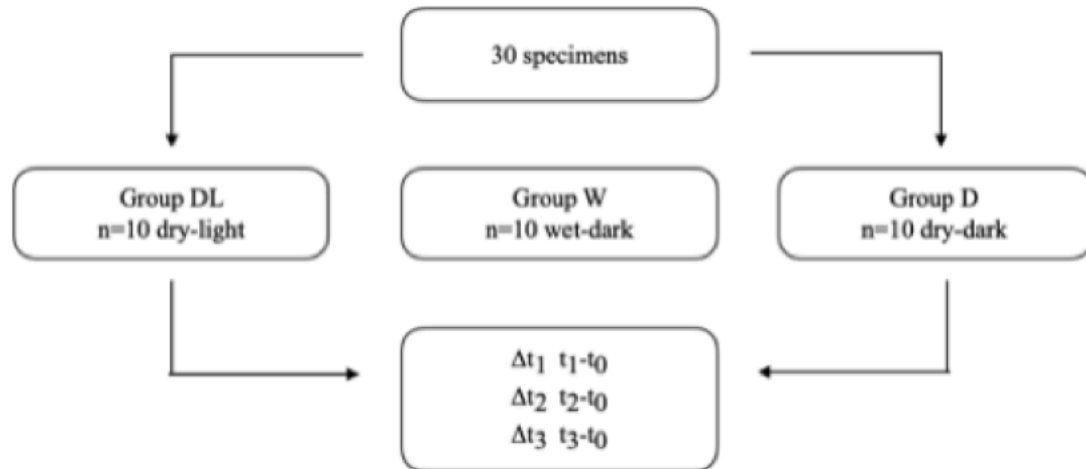 30 specimens
Group DL
n=10 dry-light
Group W
n=10 wet-dark
Group D
n=10 dry-dark
Δt1 t1-t0
Δt2 t2-t0
Δt3 t3-t0